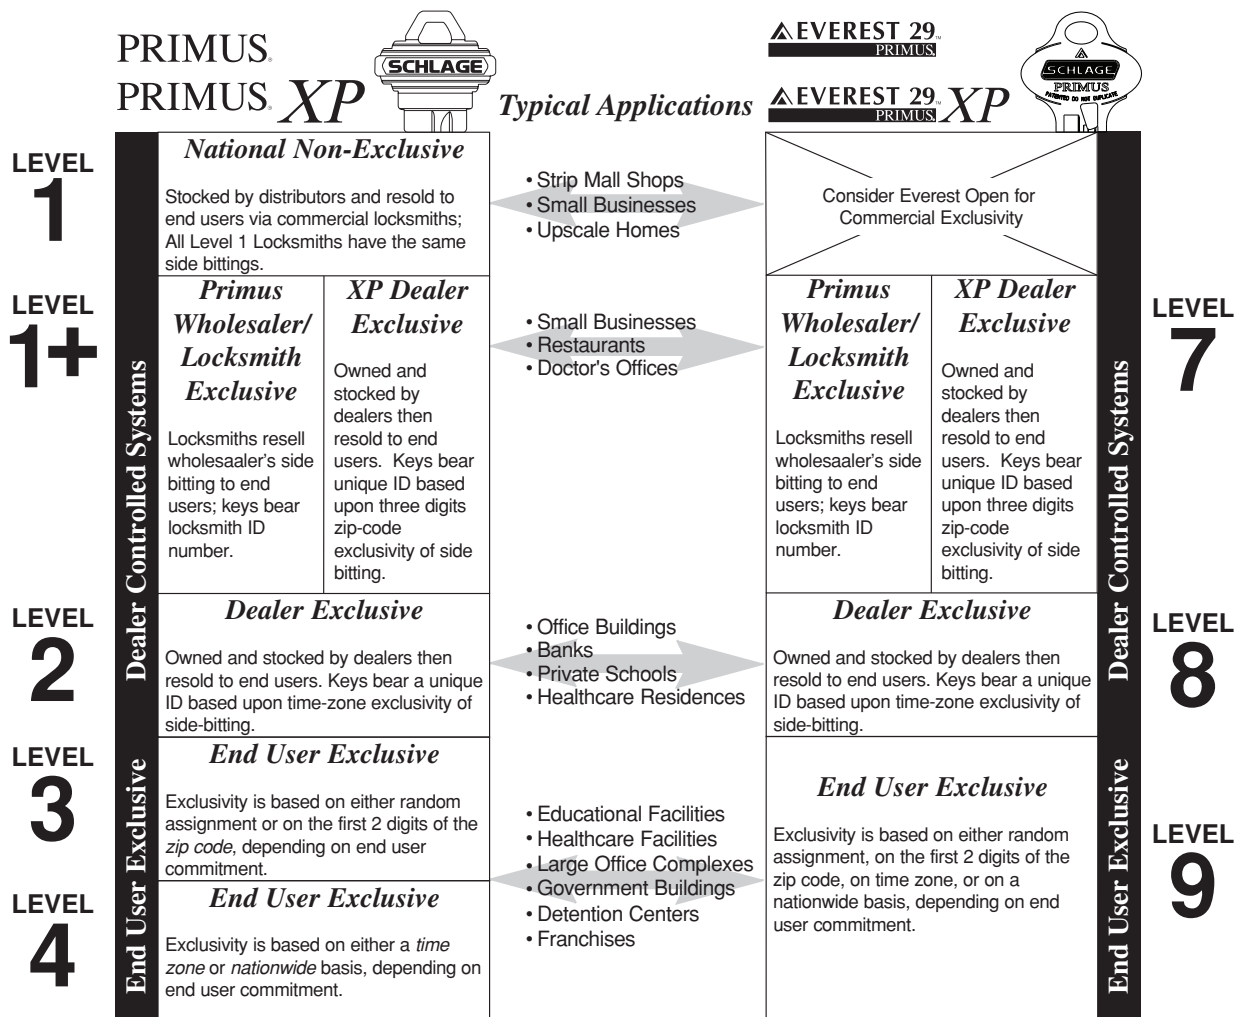 PRIMUS®
PRIMUS® XP
SCHLAGE
Typical Applications
EVEREST 29™
PRIMUS®
EVEREST 29™ XP
PRIMUS®
SCHLAGE
PRIMUS
PATENTED DO NOT DUPLICATE
LEVEL
1
National Non-Exclusive
Stocked by distributors and resold to
end users via commercial locksmiths;
All Level 1 Locksmiths have the same
side bittings.
• Strip Mall Shops
• Small Businesses
• Upscale Homes
Consider Everest Open for
Commercial Exclusivity
LEVEL
1+
Dealer Controlled Systems
Primus
Wholesaler/
Locksmith
Exclusive
Locksmiths resell
wholesaaler's side
bitting to end
users; keys bear
locksmith ID
number.
XP Dealer
Exclusive
Owned and
stocked by
dealers then
resold to end
users. Keys bear
unique ID based
upon three digits
zip-code
exclusivity of side
bitting.
• Small Businesses
• Restaurants
• Doctor's Offices
Primus
Wholesaler/
Locksmith
Exclusive
Locksmiths resell
wholesaaler's side
bitting to end
users; keys bear
locksmith ID
number.
XP Dealer
Exclusive
Owned and
stocked by
dealers then
resold to end
users. Keys bear
unique ID based
upon three digits
zip-code
exclusivity of side
bitting.
Dealer Controlled Systems
LEVEL
7
LEVEL
2
Dealer Exclusive
Owned and stocked by dealers then
resold to end users. Keys bear a unique
ID based upon time-zone exclusivity of
side-bitting.
• Office Buildings
• Banks
• Private Schools
• Healthcare Residences
Dealer Exclusive
Owned and stocked by dealers then
resold to end users. Keys bear a unique
ID based upon time-zone exclusivity of
side-bitting.
LEVEL
8
LEVEL
3
End User Exclusive
End User Exclusive
Exclusivity is based on either random
assignment or on the first 2 digits of the
zip code, depending on end user
commitment.
LEVEL
4
End User Exclusive
Exclusivity is based on either a time
zone or nationwide basis, depending on
end user commitment.
• Educational Facilities
• Healthcare Facilities
• Large Office Complexes
• Government Buildings
• Detention Centers
• Franchises
End User Exclusive
Exclusivity is based on either random
assignment, on the first 2 digits of the
zip code, on time zone, or on a
nationwide basis, depending on end
user commitment.
End User Exclusive
LEVEL
9